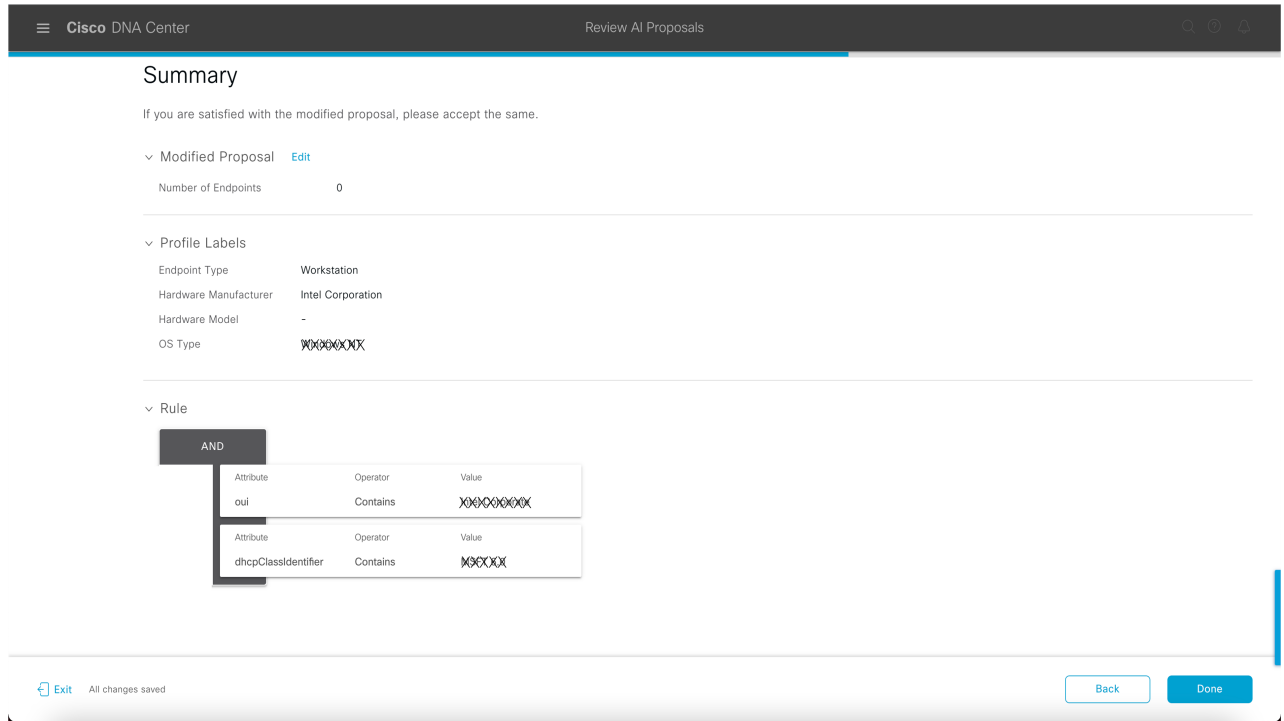 Cisco DNA Center
Review AI Proposals
Summary
If you are satisfied with the modified proposal, please accept the same.
Modified Proposal Edit
Number of Endpoints 0
Profile Labels
Endpoint Type Workstation
Hardware Manufacturer Intel Corporation
Hardware Model -
OS Type
Rule
AND
Attribute Operator Value
oui Contains
Attribute Operator Value
dhcpClassIdentifier Contains
Exit All changes saved
Back
Done